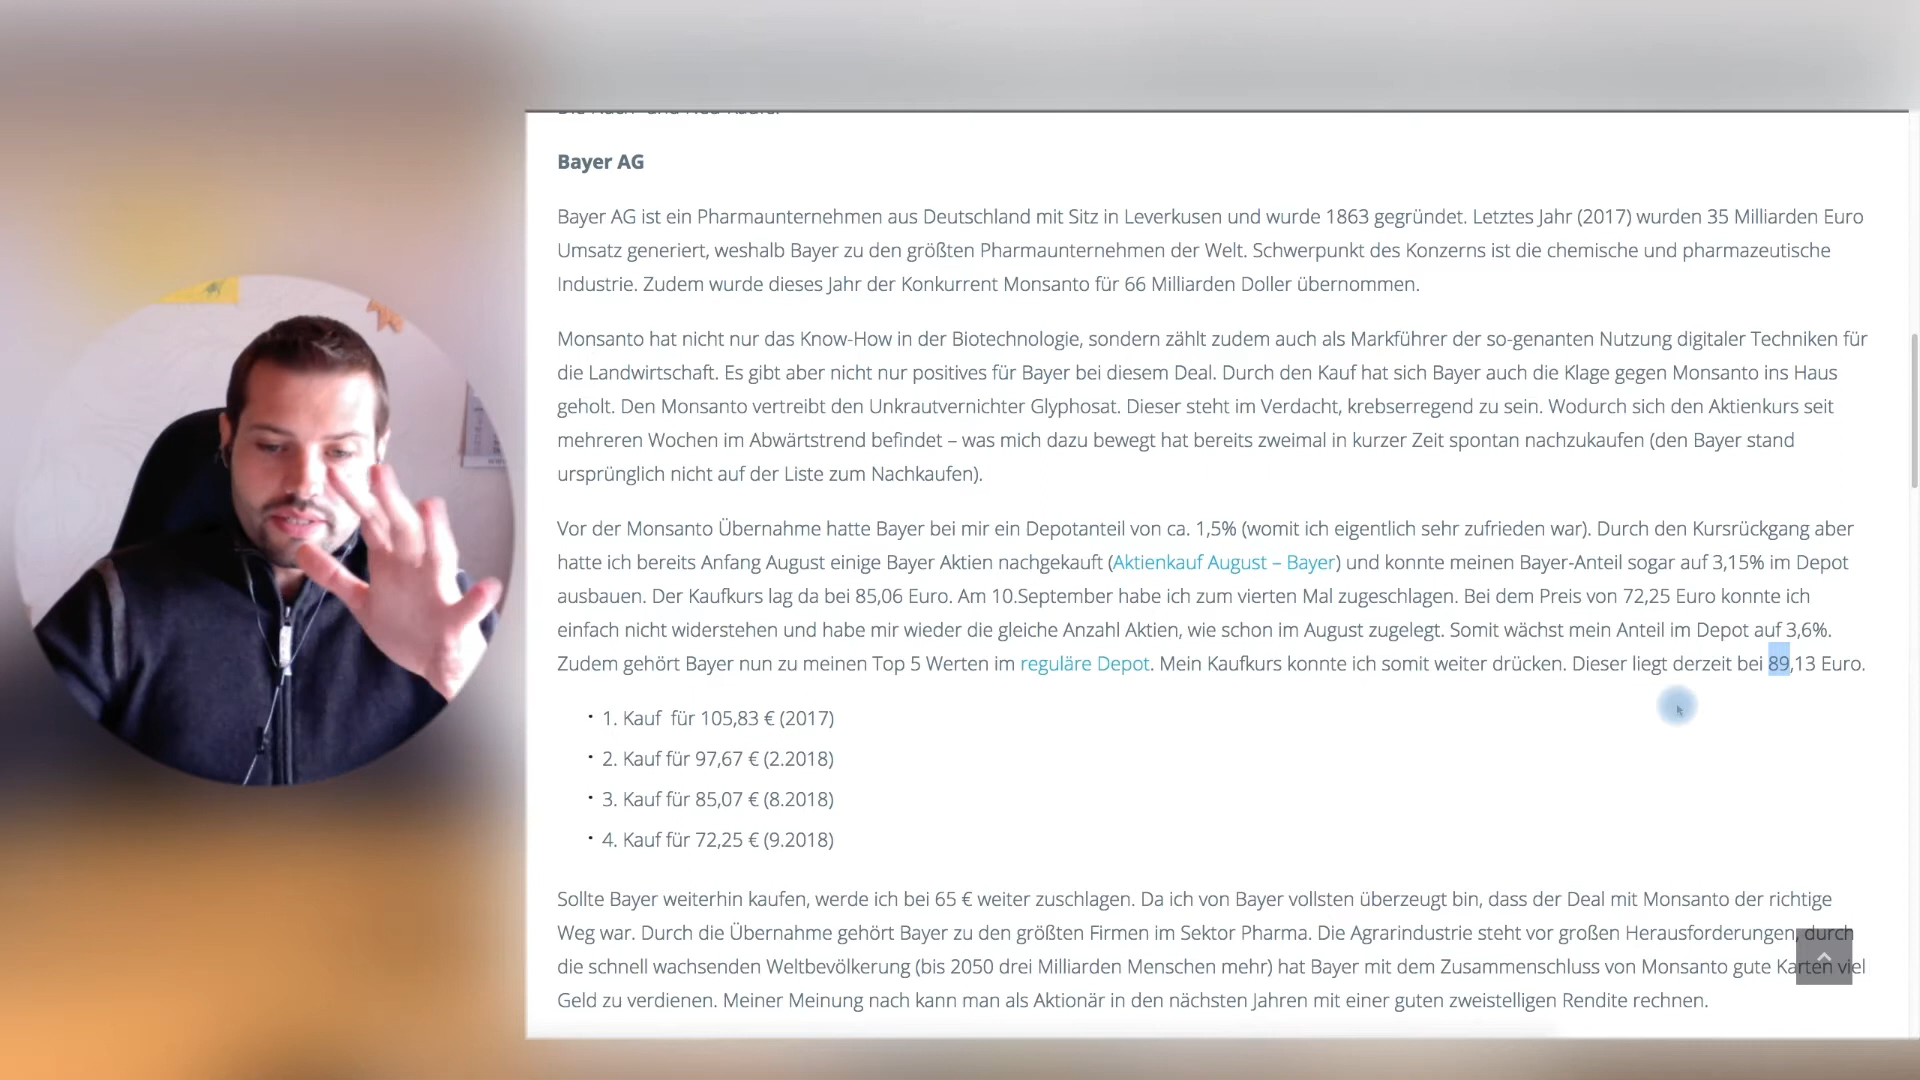 Bayer AG
Bayer AG ist ein Pharmaunternehmen aus Deutschland mit Sitz in Leverkusen und wurde 1863 gegründet. Letztes Jahr (2017) wurden 35 Milliarden Euro
Umsatz generiert, weshalb Bayer zu den größten Pharmaunternehmen der Welt. Schwerpunkt des Konzerns ist die chemische und pharmazeutische
Industrie. Zudem wurde dieses Jahr der Konkurrent Monsanto für 66 Milliarden Doller übernommen.
Monsanto hat nicht nur das Know-How in der Biotechnologie, sondern zählt zudem auch als Markführer der so-genanten Nutzung digitaler Techniken für
die Landwirtschaft. Es gibt aber nicht nur positives für Bayer bei diesem Deal. Durch den Kauf hat sich Bayer auch die Klage gegen Monsanto ins Haus
geholt. Den Monsanto vertreibt den Unkrautvernichter Glyphosat. Dieser steht im Verdacht, krebserregend zu sein. Wodurch sich den Aktienkurs seit
mehreren Wochen im Abwärtstrend befindet – was mich dazu bewegt hat bereits zweimal in kurzer Zeit spontan nachzukaufen (den Bayer stand
ursprünglich nicht auf der Liste zum Nachkaufen).
Vor der Monsanto Übernahme hatte Bayer bei mir ein Depotanteil von ca. 1,5% (womit ich eigentlich sehr zufrieden war). Durch den Kursrückgang aber
hatte ich bereits Anfang August einige Bayer Aktien nachgekauft (Aktienkauf August – Bayer) und konnte meinen Bayer-Anteil sogar auf 3,15% im Depot
ausbauen. Der Kaufkurs lag da bei 85,06 Euro. Am 10.September habe ich zum vierten Mal zugeschlagen. Bei dem Preis von 72,25 Euro konnte ich
einfach nicht widerstehen und habe mir wieder die gleiche Anzahl Aktien, wie schon im August zugelegt. Somit wächst mein Anteil im Depot auf 3,6%.
Zudem gehört Bayer nun zu meinen Top 5 Werten im reguläre Depot. Mein Kaufkurs konnte ich somit weiter drücken. Dieser liegt derzeit bei 89,13 Euro.
• 1. Kauf für 105,83 € (2017)
• 2. Kauf für 97,67 € (2.2018)
• 3. Kauf für 85,07 € (8.2018)
• 4. Kauf für 72,25 € (9.2018)
Sollte Bayer weiterhin kaufen, werde ich bei 65 € weiter zuschlagen. Da ich von Bayer vollsten überzeugt bin, dass der Deal mit Monsanto der richtige
Weg war. Durch die Übernahme gehört Bayer zu den größten Firmen im Sektor Pharma. Die Agrarindustrie steht vor großen Herausforderungen, durch
die schnell wachsenden Weltbevölkerung (bis 2050 drei Milliarden Menschen mehr) hat Bayer mit dem Zusammenschluss von Monsanto gute Karten viel
Geld zu verdienen. Meiner Meinung nach kann man als Aktionär in den nächsten Jahren mit einer guten zweistelligen Rendite rechnen.